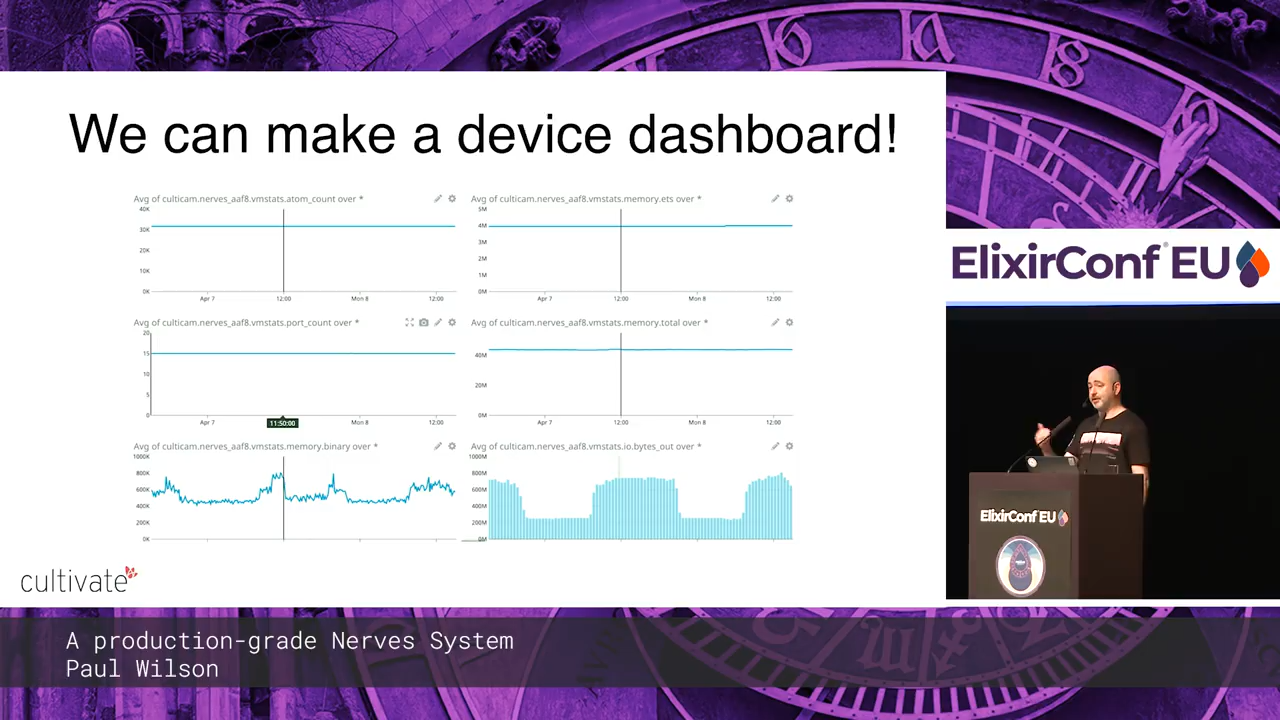 We can make a device dashboard!
Avg of culticam.nerves_aaf8.vmstats.atom_count over *
40K
30K
20K
10K
0K
Apr 7
12:00
Mon 8
12:00
Avg of culticam.nerves_aaf8.vmstats.memory.ets over *
5M
4M
3M
2M
1M
0M
Apr 7
12:00
Mon 8
12:00
Avg of culticam.nerves_aaf8.vmstats.port_count over *
20
15
10
5
0
Apr 7
11:50:00
Mon 8
12:00
Avg of culticam.nerves_aaf8.vmstats.memory.total over *
40M
20M
0M
Apr 7
12:00
Mon 8
12:00
Avg of culticam.nerves_aaf8.vmstats.memory.binary over *
1000K
800K
600K
400K
200K
0K
Avg of culticam.nerves_aaf8.vmstats.io.bytes_out over *
1000M
800M
600M
400M
200M
0M
cultivate
ElixirConf® EU
ElixirConf EU
A production-grade Nerves System
Paul Wilson